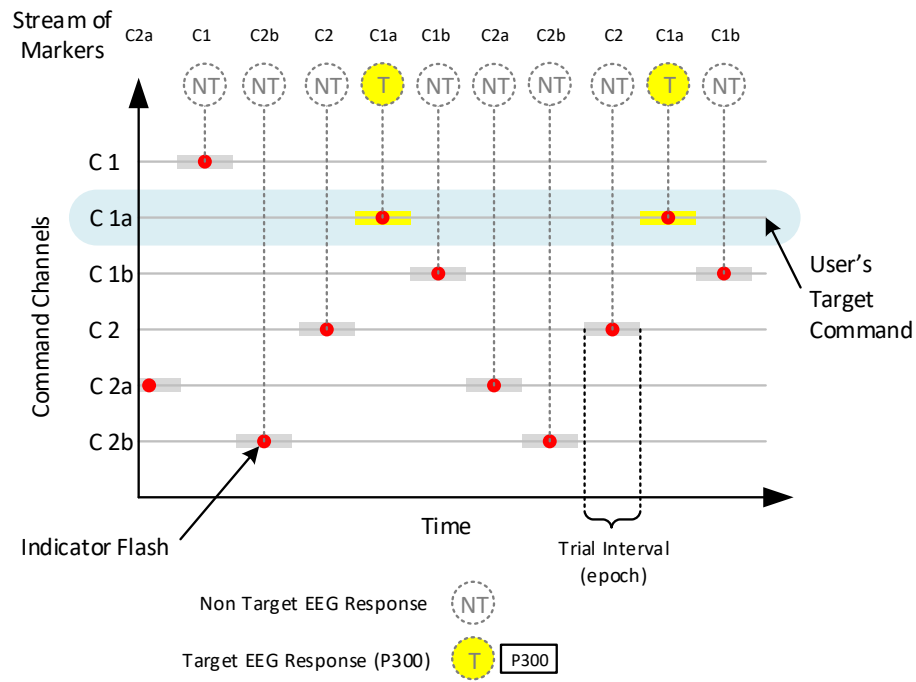 Stream of
Markers
C2a C1 C2b C2 C1a C1b C2a C2b C2 C1a C1b
NT NT NT T NT NT NT NT T NT
Command Channels
C 1
C 1a
C 1b
C 2
C 2a
C 2b
User's
Target
Command
Time
Indicator Flash
Trial Interval
(epoch)
Non Target EEG Response NT
Target EEG Response (P300) T P300